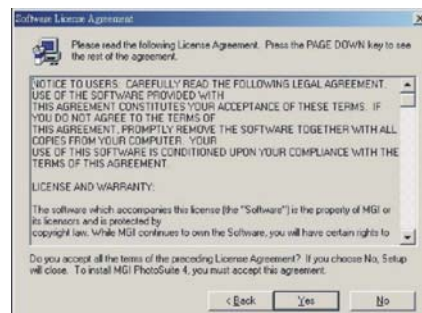 Software License Agreement
Please read the following License Agreement. Press the PAGE DOWN key to see
the rest of the agreement.
NOTICE TO USERS: CAREFULLY READ THE FOLLOWING LEGAL AGREEMENT.
USE OF THE SOFTWARE PROVIDED WITH
THIS AGREEMENT CONSTITUTES YOUR ACCEPTANCE OF THESE TERMS. IF
YOU DO NOT AGREE TO THE TERMS OF
THIS AGREEMENT, PROMPTLY REMOVE THE SOFTWARE TOGETHER WITH ALL
COPIES FROM YOUR COMPUTER. YOUR
USE OF THIS SOFTWARE IS CONDITIONED UPON YOUR COMPLIANCE WITH THE
TERMS OF THIS AGREEMENT.
LICENSE AND WARRANTY:
The software which accompanies this license (the "Software") is the property of MGI or
its licensors and is protected by
copyright law. While MGI continues to own the Software, you will have certain rights to
Do you accept all the terms of the preceding License Agreement? If you choose No, Setup
will close. To install MGI PhotoSuite 4, you must accept this agreement.
< Back Yes No